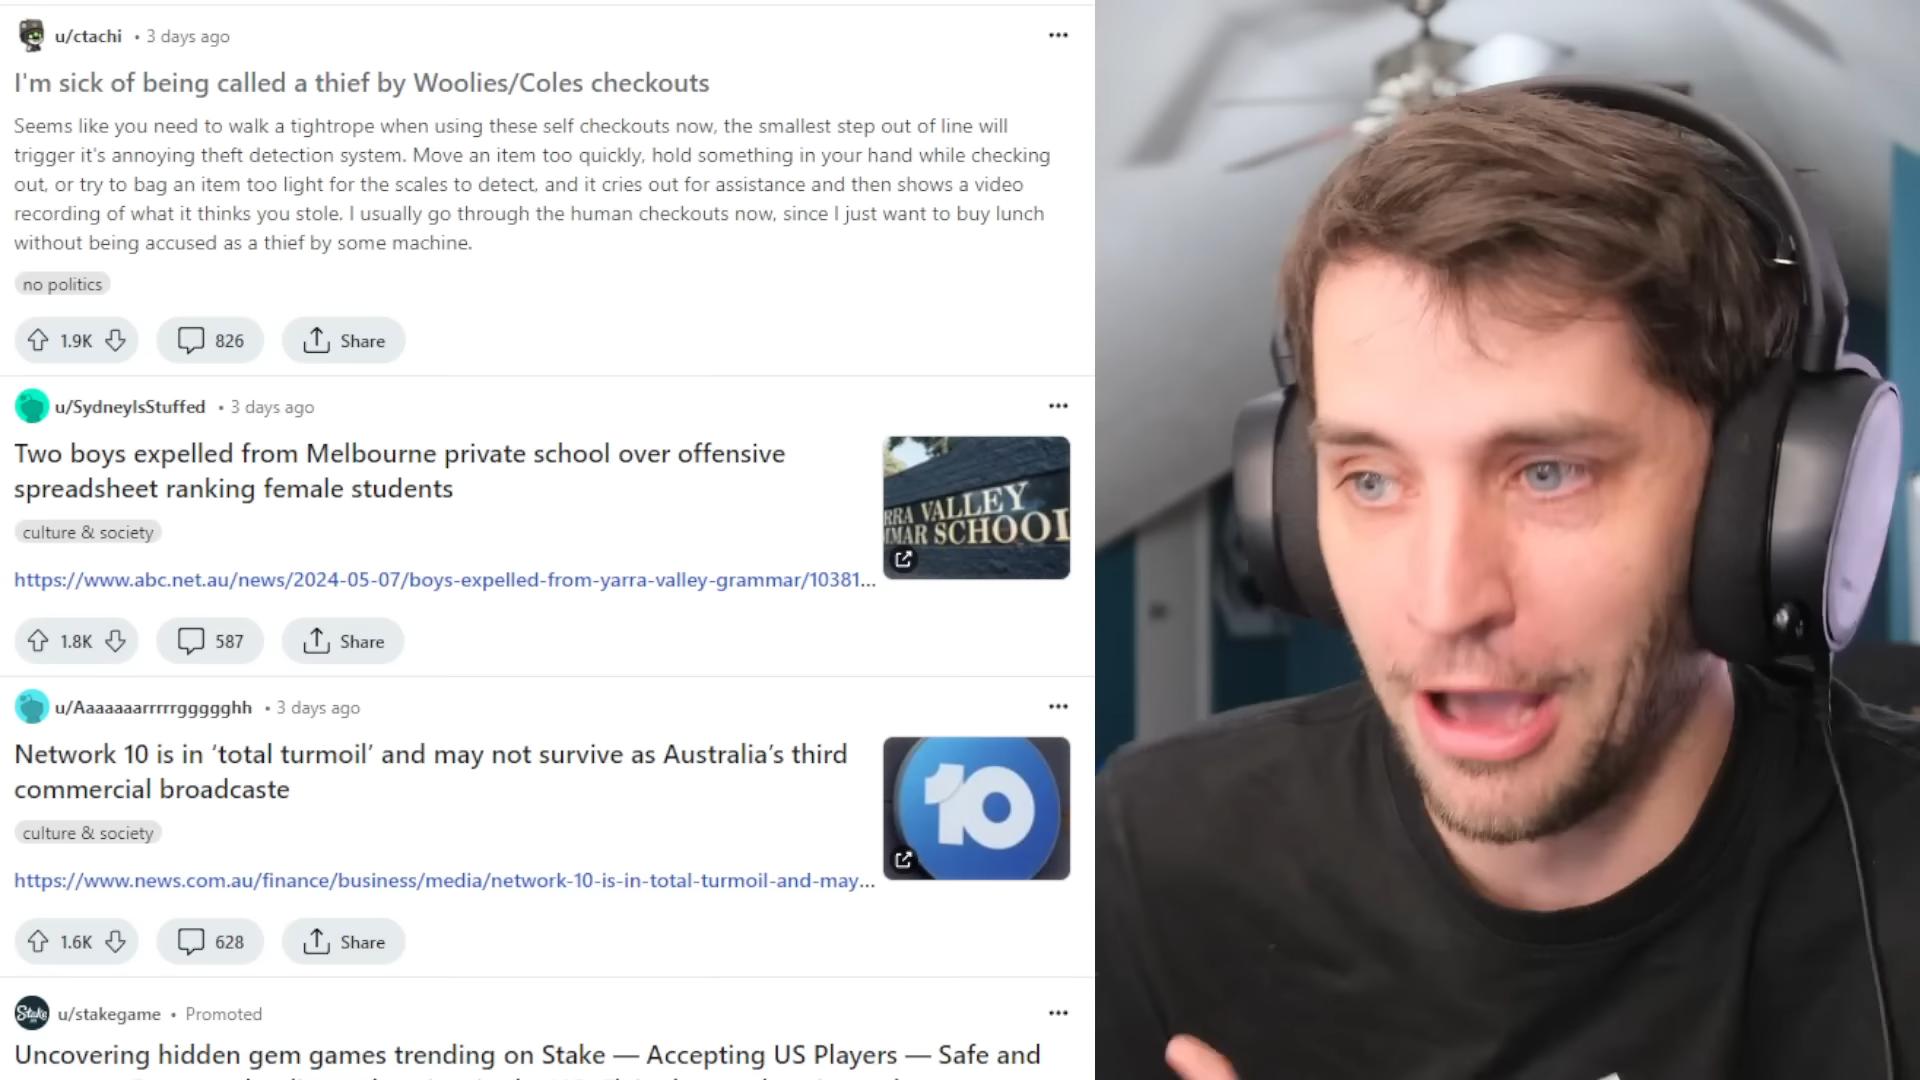 u/ctachi • 3 days ago
I'm sick of being called a thief by Woolies/Coles checkouts
Seems like you need to walk a tightrope when using these self checkouts now, the smallest step out of line will
trigger it's annoying theft detection system. Move an item too quickly, hold something in your hand while checking
out, or try to bag an item too light for the scales to detect, and it cries out for assistance and then shows a video
recording of what it thinks you stole. I usually go through the human checkouts now, since I just want to buy lunch
without being accused as a thief by some machine.
no politics
1.9K 826 Share
u/SydneyIsStuffed • 3 days ago
Two boys expelled from Melbourne private school over offensive
spreadsheet ranking female students
RRA VALLEY
MMAR SCHOOL
culture & society
https://www.abc.net.au/news/2024-05-07/boys-expelled-from-yarra-valley-grammar/10381...
1.8K 587 Share
u/Aaaaaaarrrrrggggghh • 3 days ago
Network 10 is in ‘total turmoil’ and may not survive as Australia’s third
commercial broadcaste
10
culture & society
https://www.news.com.au/finance/business/media/network-10-is-in-total-turmoil-and-may...
1.6K 628 Share
Stake
u/stakegame • Promoted
Uncovering hidden gem games trending on Stake — Accepting US Players — Safe and